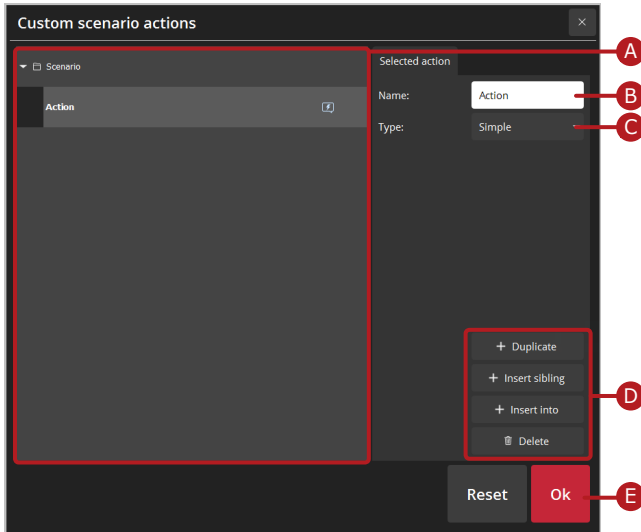 Custom scenario actions
Scenario
Selected action
A
Action
Name:
Action
B
Type:
Simple
C
+ Duplicate
+ Insert sibling
D
+ Insert into
Delete
Reset
Ok
E